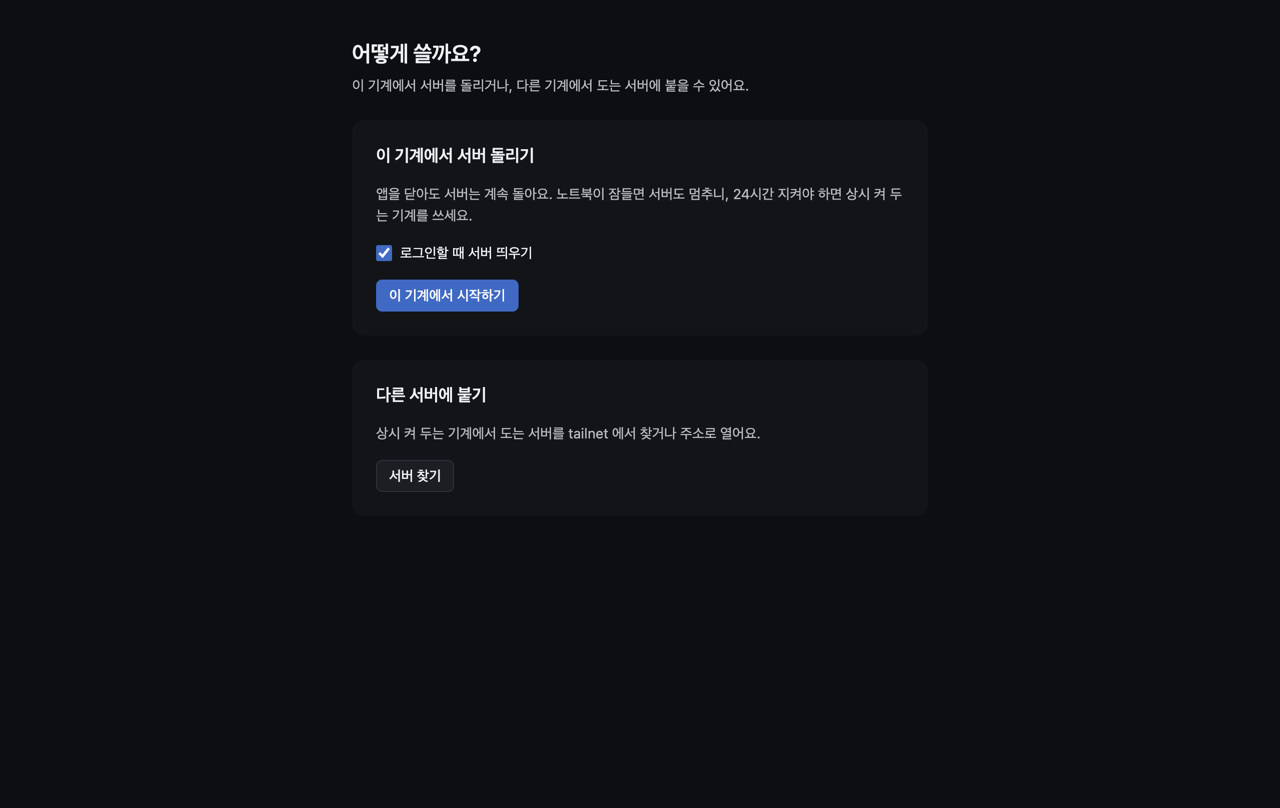 어떻게 쓸까요?
이 기계에서 서버를 돌리거나, 다른 기계에서 도는 서버에 붙을 수 있어요.
이 기계에서 서버 돌리기
앱을 닫아도 서버는 계속 돌아요. 노트북이 잠들면 서버도 멈추니, 24시간 지켜야 하면 상시 켜 두
는 기계를 쓰세요.
로그인할 때 서버 띄우기
이 기계에서 시작하기
다른 서버에 붙기
상시 켜 두는 기계에서 도는 서버를 tailnet 에서 찾거나 주소로 열어요.
서버 찾기